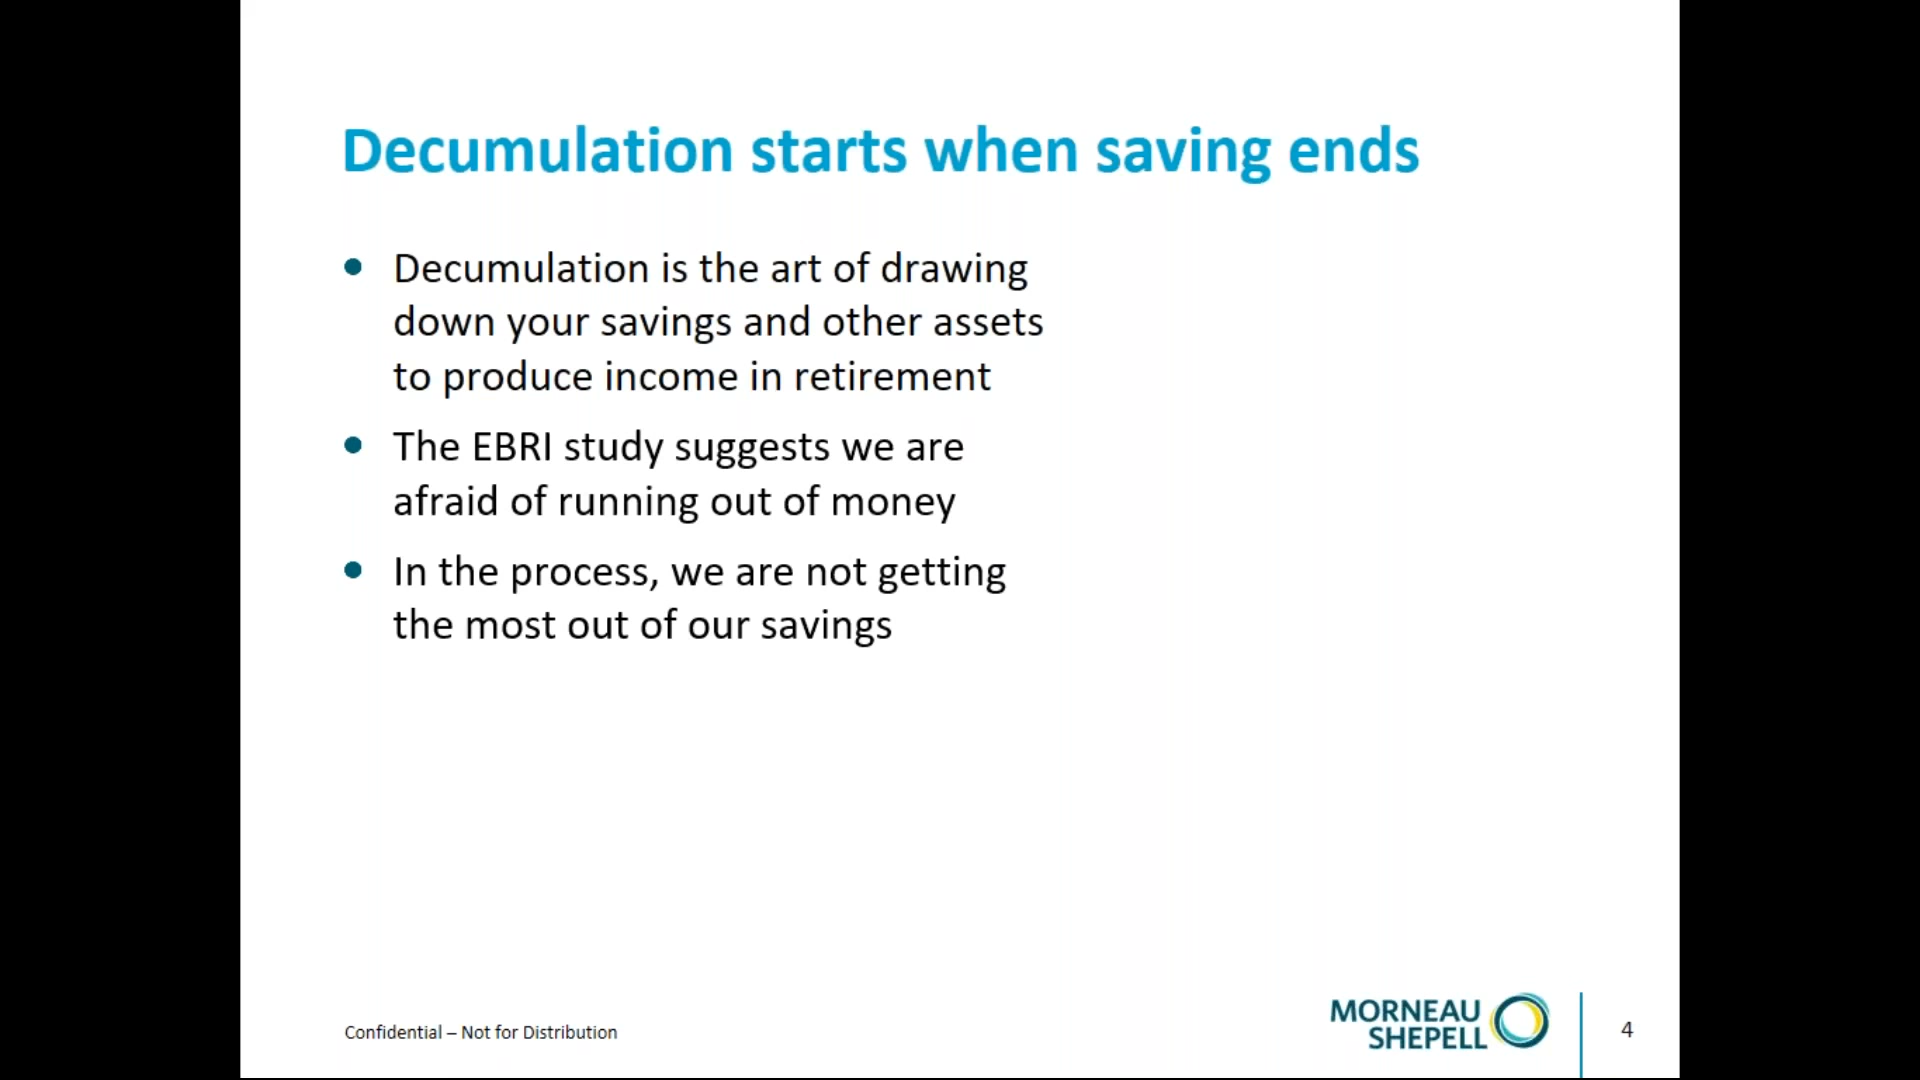 Decumulation starts when saving ends
• Decumulation is the art of drawing
down your savings and other assets
to produce income in retirement
• The EBRI study suggests we are
afraid of running out of money
• In the process, we are not getting
the most out of our savings
Confidential – Not for Distribution
MORNEAU
SHEPELL
4